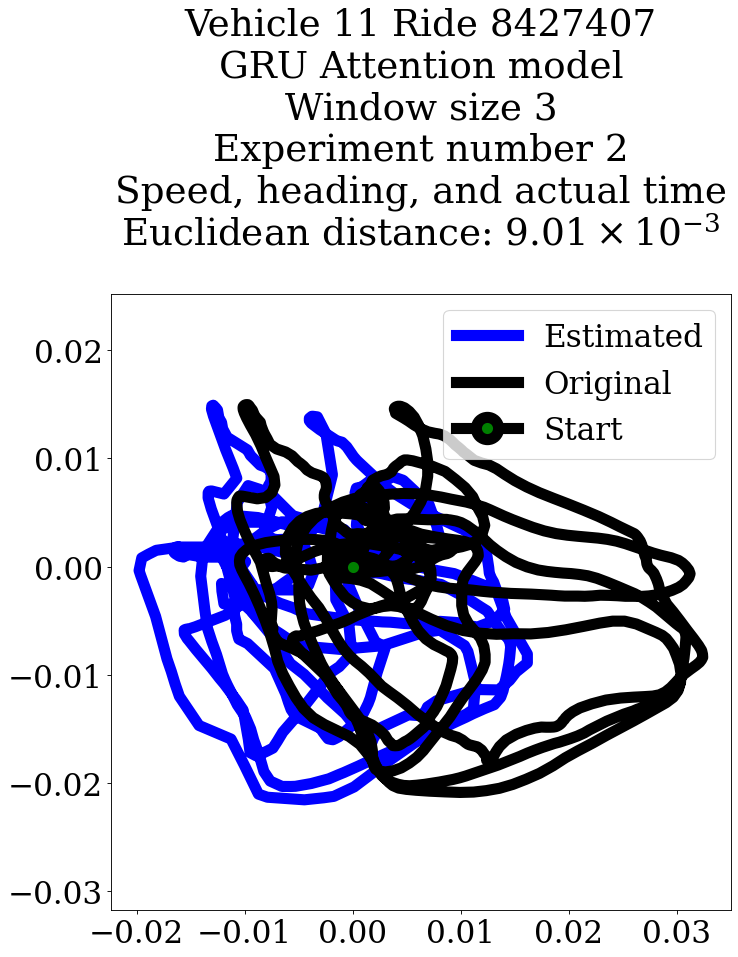 Vehicle 11 Ride 8427407
GRU Attention model
Window size 3
Experiment number 2
Speed, heading, and actual time
Euclidean distance: 9.01 × 10⁻³
Estimated
Original
Start
0.02
0.01
0.00
−0.01
−0.02
−0.03
−0.02 −0.01 0.00 0.01 0.02 0.03